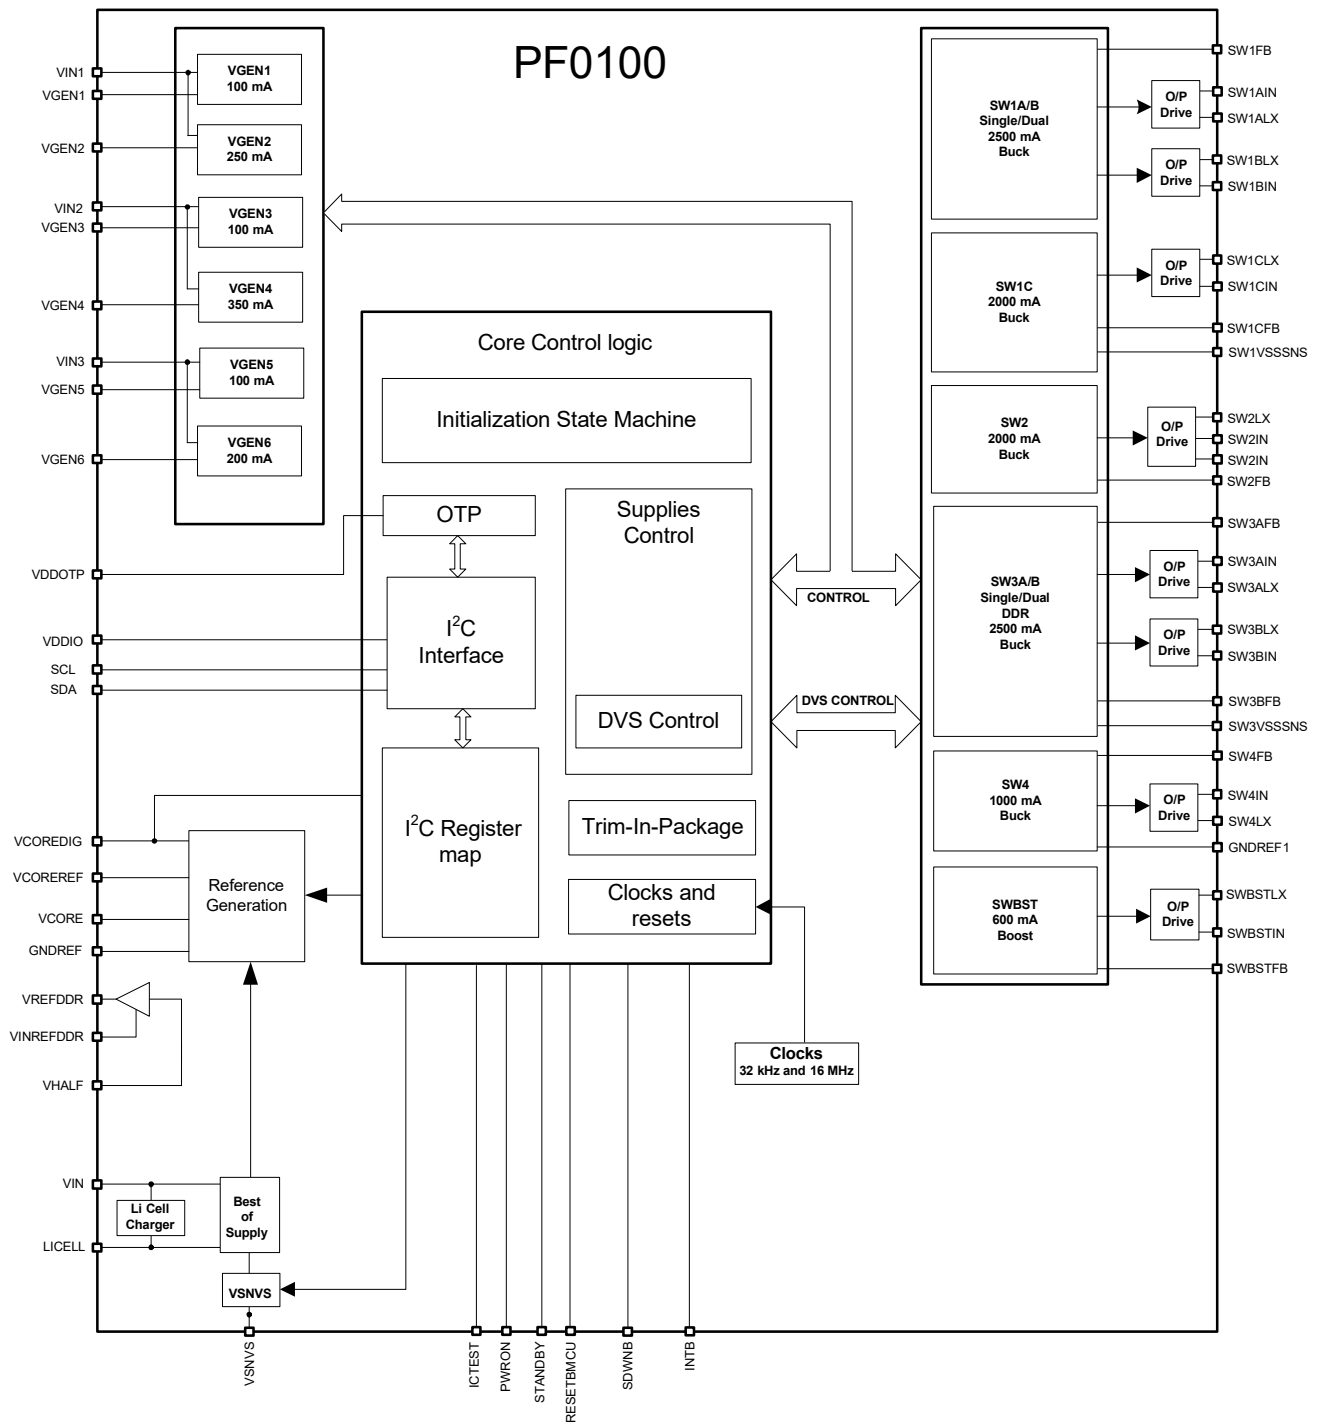 PF0100
VIN1
VGEN1
VGEN2
VIN2
VGEN3
VGEN4
VIN3
VGEN5
VGEN6
VDDOTP
VDDIO
SCL
SDA
VCOREDIG
VCOREREF
VCORE
GNDREF
VREFDDR
VINREFDDR
VHALF
VIN
LICELL
VGEN1
100 mA
VGEN2
250 mA
VGEN3
100 mA
VGEN4
350 mA
VGEN5
100 mA
VGEN6
200 mA
Core Control logic
Initialization State Machine
OTP
I²C
Interface
I²C Register
map
Supplies
Control
DVS Control
Trim-In-Package
Clocks and
resets
Reference
Generation
Li Cell
Charger
Best
of
Supply
VSNVS
Clocks
32 kHz and 16 MHz
CONTROL
DVS CONTROL
SW1A/B
Single/Dual
2500 mA
Buck
O/P
Drive
O/P
Drive
SW1C
2000 mA
Buck
O/P
Drive
SW2
2000 mA
Buck
O/P
Drive
SW3A/B
Single/Dual
DDR
2500 mA
Buck
O/P
Drive
O/P
Drive
SW4
1000 mA
Buck
O/P
Drive
SWBST
600 mA
Boost
O/P
Drive
SW1FB
SW1AIN
SW1ALX
SW1BLX
SW1BIN
SW1CLX
SW1CIN
SW1CFB
SW1VSSSNS
SW2LX
SW2IN
SW2IN
SW2FB
SW3AFB
SW3AIN
SW3ALX
SW3BLX
SW3BIN
SW3BFB
SW3VSSSNS
SW4FB
SW4IN
SW4LX
GNDREF1
SWBSTLX
SWBSTIN
SWBSTFB
VSNVS
ICTEST
PWRON
STANDBY
RESETBMCU
SDWNB
INTB